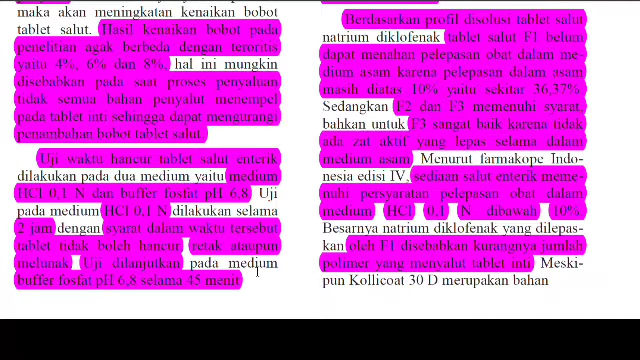 maka akan meningkatan kenaikan bobot
tablet salut. Hasil kenaikan bobot pada
penelitian agak berbeda dengan teroritis
yaitu 4%, 6% dan 8%, hal ini mungkin
disebabkan pada saat proses penyaluan
tidak semua bahan penyalut menempel
pada tablet inti sehingga dapat mengurangi
penambahan bobot tablet salut.
Uji waktu hancur tablet salut enterik
dilakukan pada dua medium yaitu medium
HCl 0,1 N dan buffer fosfat pH 6,8. Uji
pada medium HCl 0,1 N dilakukan selama
2 jam dengan syarat dalam waktu tersebut
tablet tidak boleh hancur, retak ataupun
melunak. Uji dilanjutkan pada medium
buffer fosfat pH 6,8 selama 45 menit
Berdasarkan profil disolusi tablet salut
natrium diklofenak tablet salut F1 belum
dapat menahan pelepasan obat dalam me-
dium asam karena pelepasan dalam asam
masih diatas 10% yaitu sekitar 36,37%.
Sedangkan F2 dan F3 memenuhi syarat,
bahkan untuk F3 sangat baik karena tidak
ada zat aktif yang lepas selama dalam
medium asam. Menurut farmakope Indo-
nesia edisi IV, sediaan salut enterik meme-
nuhi persyaratan pelepasan obat dalam
medium HCl 0,1 N dibawah 10%.
Besarnya natrium diklofenak yang dilepas-
kan oleh F1 disebabkan kurangnya jumlah
polimer yang menyalut tablet inti. Meski-
pun Kollicoat 30 D merupakan bahan